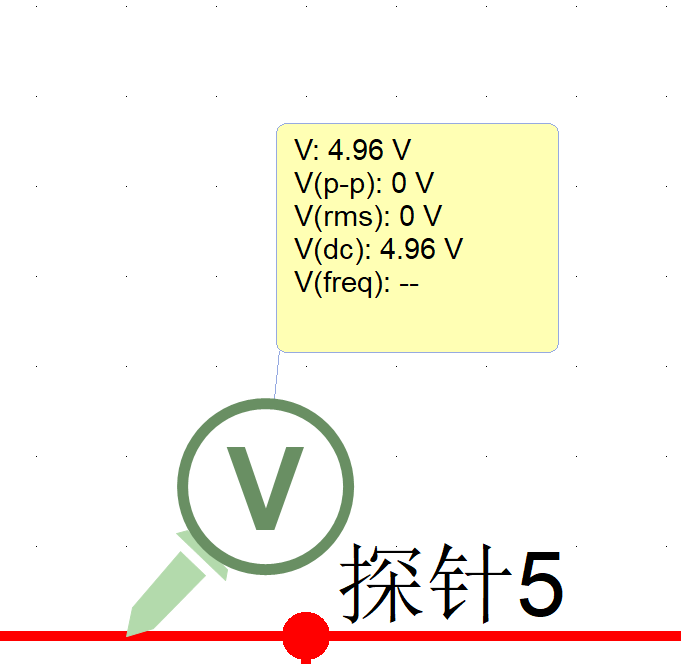 V: 4.96 V
V(p-p): 0 V
V(rms): 0 V
V(dc): 4.96 V
V(freq): --
V
探针5